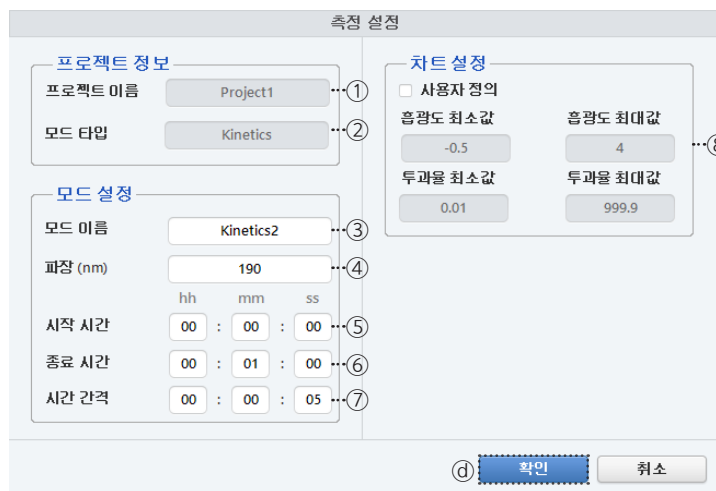 측정 설정
프로젝트 정보
프로젝트 이름 Project1 ①
모드 타입 Kinetics ②
모드 설정
모드 이름 Kinetics2 ③
파장 (nm) 190 ④
hh mm ss
시작 시간 00 : 00 : 00 ⑤
종료 시간 00 : 01 : 00 ⑥
시간 간격 00 : 00 : 05 ⑦
차트 설정
사용자 정의
흡광도 최소값 흡광도 최대값
-0.5 4 ⑧
투과율 최소값 투과율 최대값
0.01 999.9
ⓓ 확인 취소